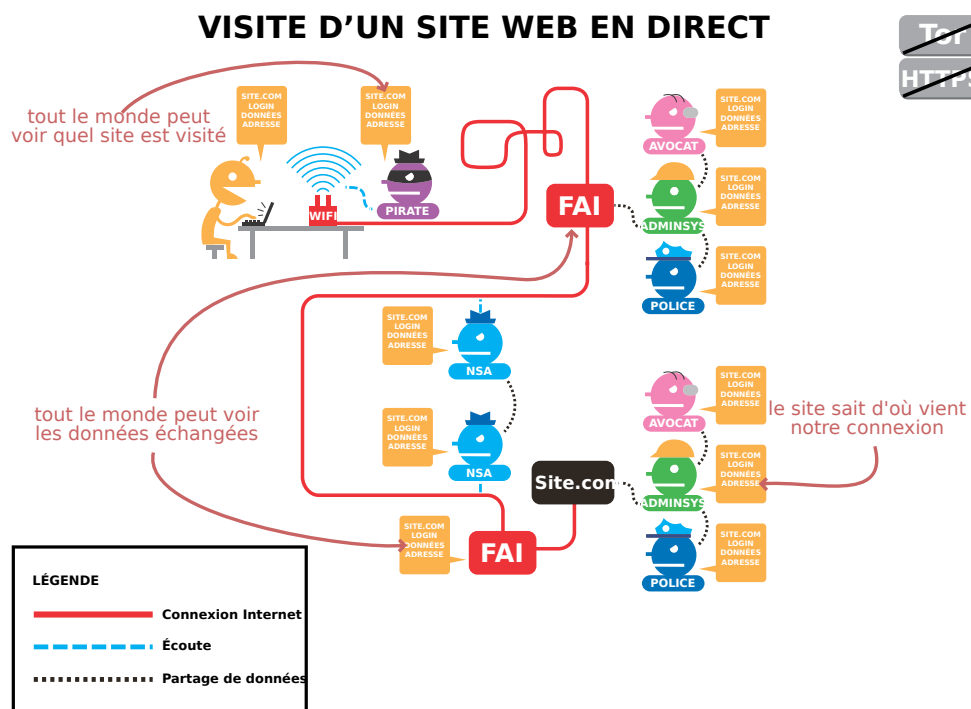 VISITE D’UN SITE WEB EN DIRECT
Tor
HTTPS
tout le monde peut
voir quel site est visité
SITE.COM
LOGIN
DONNÉES
ADRESSE
SITE.COM
LOGIN
DONNÉES
ADRESSE
WIFI
PIRATE
FAI
SITE.COM
LOGIN
DONNÉES
ADRESSE
AVOCAT
SITE.COM
LOGIN
DONNÉES
ADRESSE
ADMINSYS
SITE.COM
LOGIN
DONNÉES
ADRESSE
POLICE
SITE.COM
LOGIN
DONNÉES
ADRESSE
NSA
SITE.COM
LOGIN
DONNÉES
ADRESSE
NSA
tout le monde peut voir
les données échangées
SITE.COM
LOGIN
DONNÉES
ADRESSE
AVOCAT
le site sait d'où vient
notre connexion
SITE.COM
LOGIN
DONNÉES
ADRESSE
ADMINSYS
Site.com
SITE.COM
LOGIN
DONNÉES
ADRESSE
FAI
SITE.COM
LOGIN
DONNÉES
ADRESSE
POLICE
LÉGENDE
Connexion Internet
Écoute
Partage de données